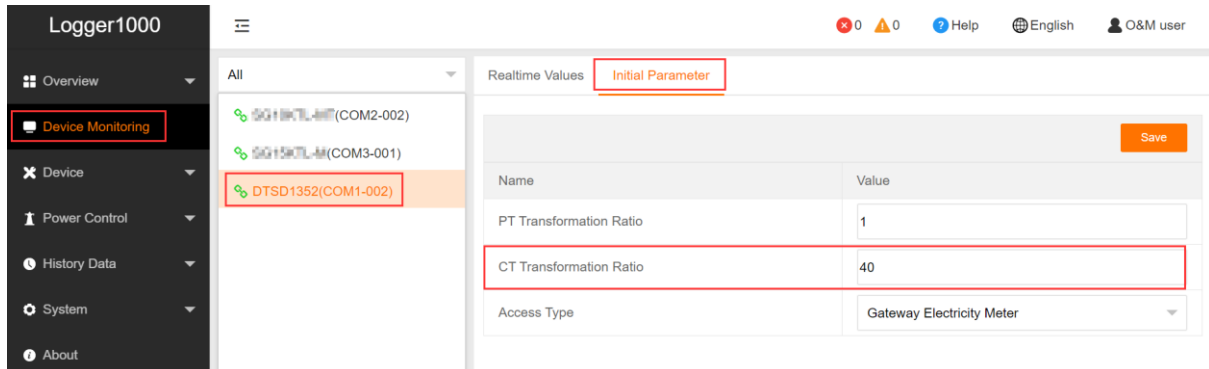 Logger1000
0 0 Help English O&M user
Overview
Device Monitoring
Device
Power Control
History Data
System
About
All
(COM2-002)
(COM3-001)
DTSD1352(COM1-002)
Realtime Values Initial Parameter
Save
Name Value
PT Transformation Ratio 1
CT Transformation Ratio 40
Access Type Gateway Electricity Meter